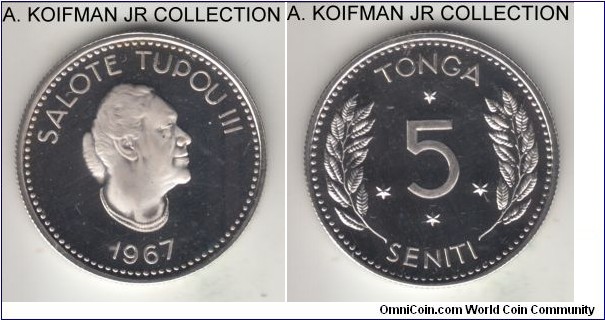 A. KOIFMAN JR COLLECTION
A. KOIFMAN JR COLLECTION
SALOTE TUPOU III
1967
TONGA
5
SENITI
OmniCoin.com World Coin Community